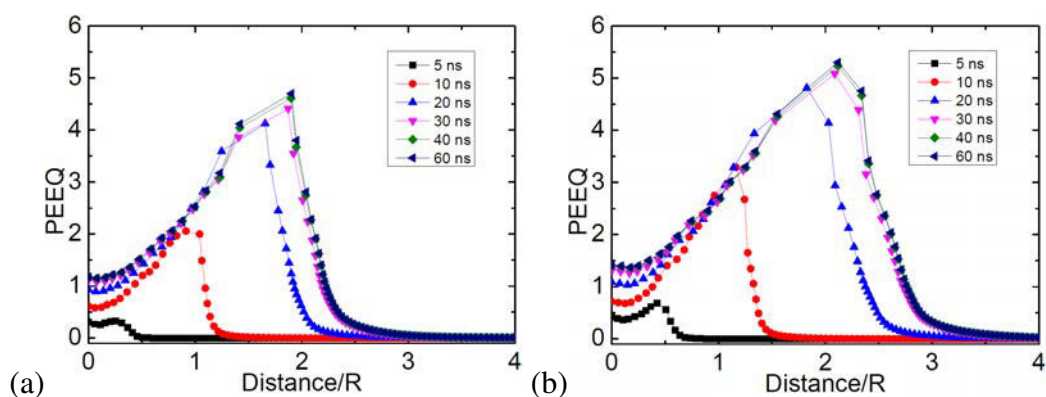 6
5
4
3
2
1
0
PEEQ
5 ns
10 ns
20 ns
30 ns
40 ns
60 ns
0 1 2 3 4
Distance/R
(a)
6
5
4
3
2
1
0
PEEQ
5 ns
10 ns
20 ns
30 ns
40 ns
60 ns
0 1 2 3 4
Distance/R
(b)